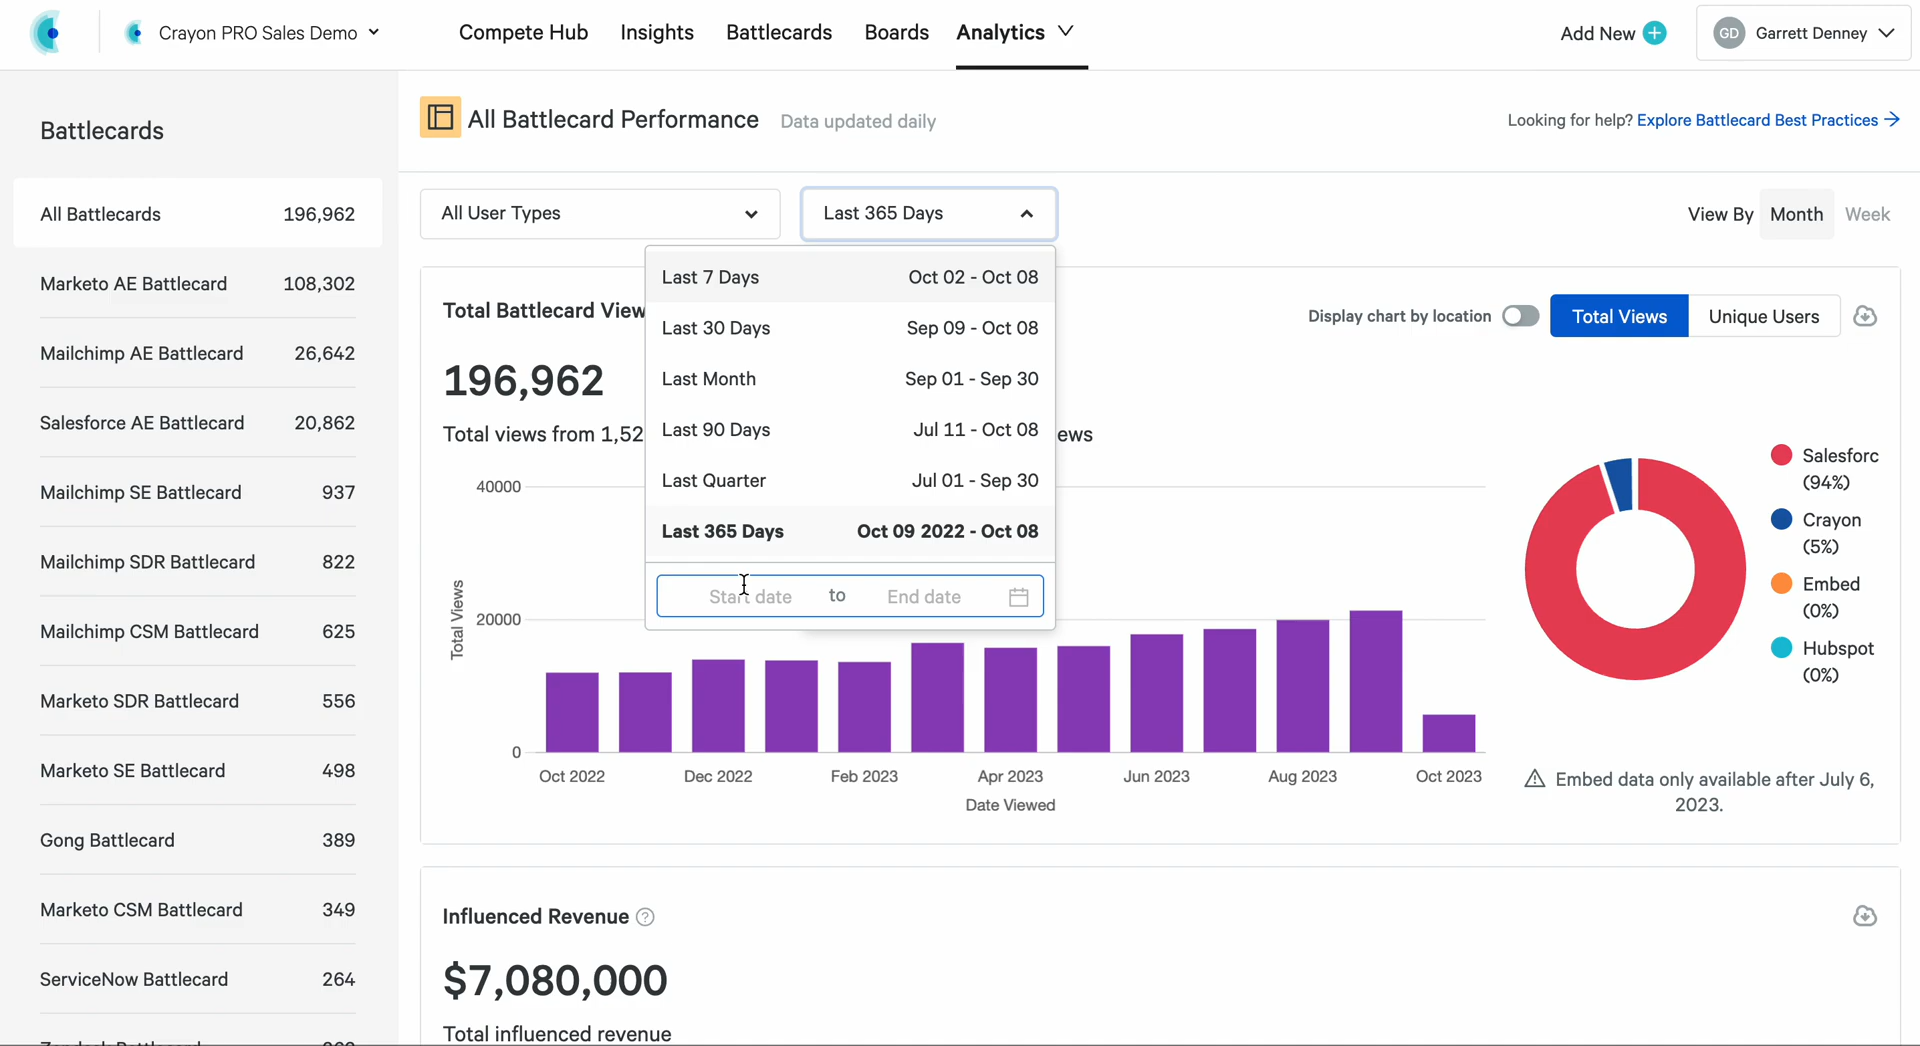 Crayon PRO Sales Demo
Compete Hub
Insights
Battlecards
Boards
Analytics
Add New
GD
Garrett Denney
Battlecards
All Battlecards 196,962
Marketo AE Battlecard 108,302
Mailchimp AE Battlecard 26,642
Salesforce AE Battlecard 20,862
Mailchimp SE Battlecard 937
Mailchimp SDR Battlecard 822
Mailchimp CSM Battlecard 625
Marketo SDR Battlecard 556
Marketo SE Battlecard 498
Gong Battlecard 389
Marketo CSM Battlecard 349
ServiceNow Battlecard 264
All Battlecard Performance
Data updated daily
Looking for help? Explore Battlecard Best Practices
All User Types
Last 365 Days
View By Month Week
Last 7 Days Oct 02 - Oct 08
Last 30 Days Sep 09 - Oct 08
Last Month Sep 01 - Sep 30
Last 90 Days Jul 11 - Oct 08
Last Quarter Jul 01 - Sep 30
Last 365 Days Oct 09 2022 - Oct 08
Start date to End date
Total Battlecard View
Display chart by location
Total Views
Unique Users
196,962
Total views from 1,52
ews
40000
20000
0
Total Views
Oct 2022 Dec 2022 Feb 2023 Apr 2023 Jun 2023 Aug 2023 Oct 2023
Date Viewed
Salesforc
(94%)
Crayon
(5%)
Embed
(0%)
Hubspot
(0%)
Embed data only available after July 6,
2023.
Influenced Revenue ?
$7,080,000
Total influenced revenue